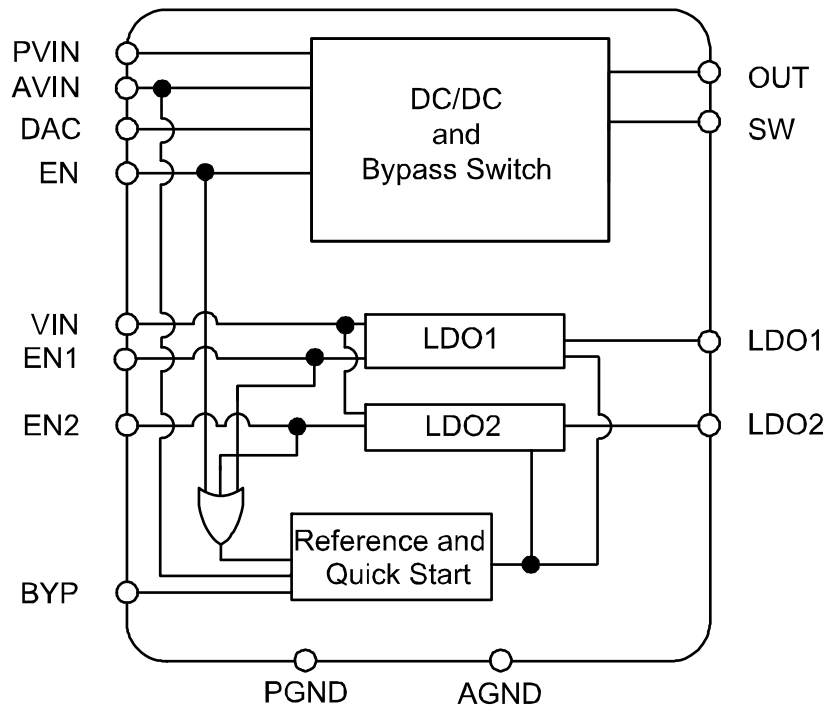 PVIN
AVIN
DAC
EN
DC/DC
and
Bypass Switch
OUT
SW
VIN
EN1
EN2
LDO1
LDO2
LDO1
LDO2
Reference and
Quick Start
BYP
PGND
AGND